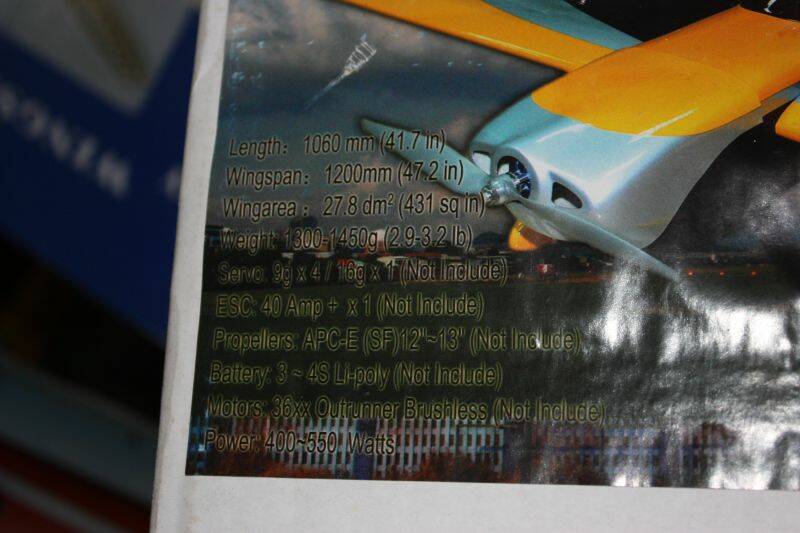 Length: 1060 mm (41.7 in)
Wingspan: 1200mm (47.2 in)
Wingarea : 27.8 dm² (431 sq in)
Weight: 1300-1450g (2.9-3.2 lb)
Servo: 9g x 4 / 16g x 1 (Not Include)
ESC: 40 Amp + x 1 (Not Include)
Propellers: APC-E (SF)12"~13" (Not Include)
Battery: 3 ~ 4S Li-poly (Not Include)
Motors: 36xx Outrunner Brushless (Not Include)
Power: 400~550 Watts